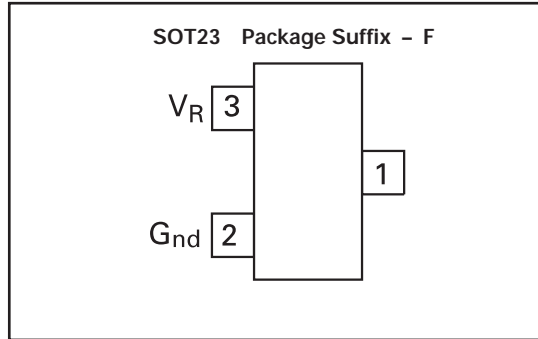 SOT23 Package Suffix – F
VR 3
1
Gnd 2